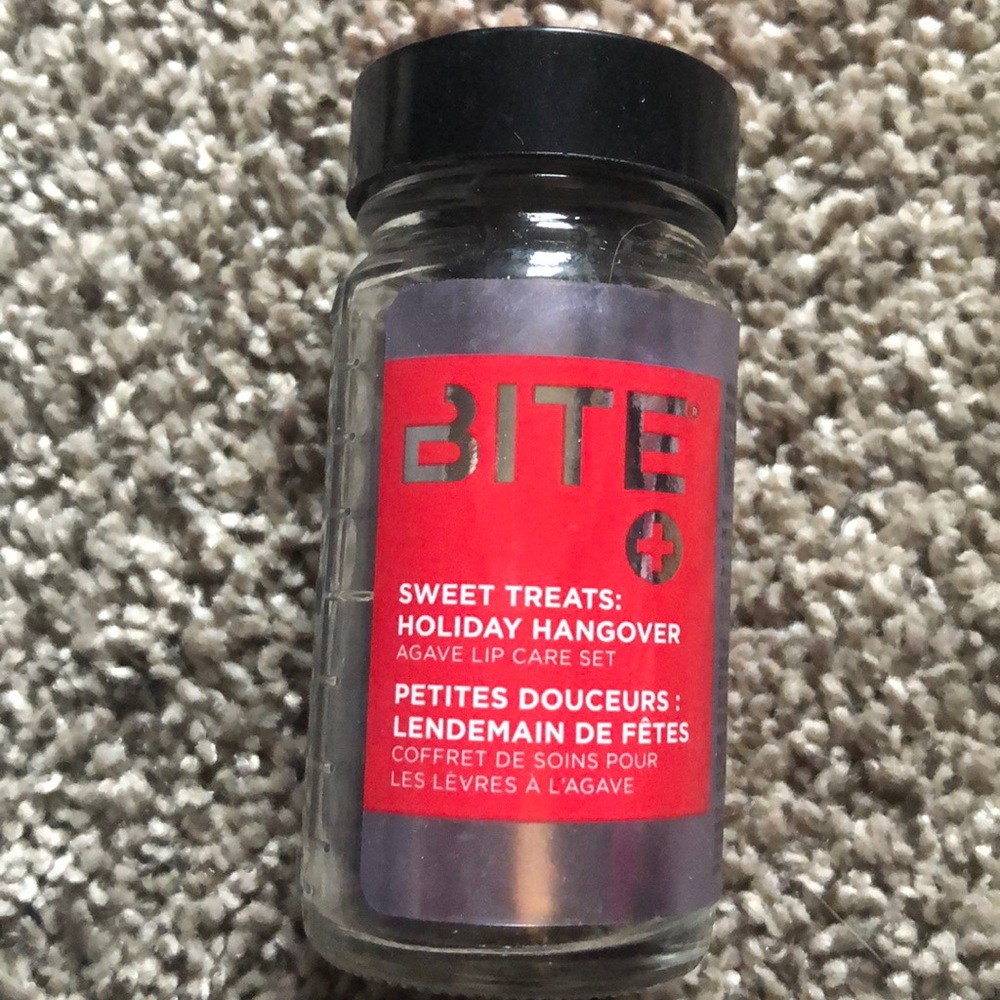 BITE®
SWEET TREATS:
HOLIDAY HANGOVER
AGAVE LIP CARE SET
PETITES DOUCEURS :
LENDEMAIN DE FÊTES
COFFRET DE SOINS POUR
LES LÈVRES À L'AGAVE